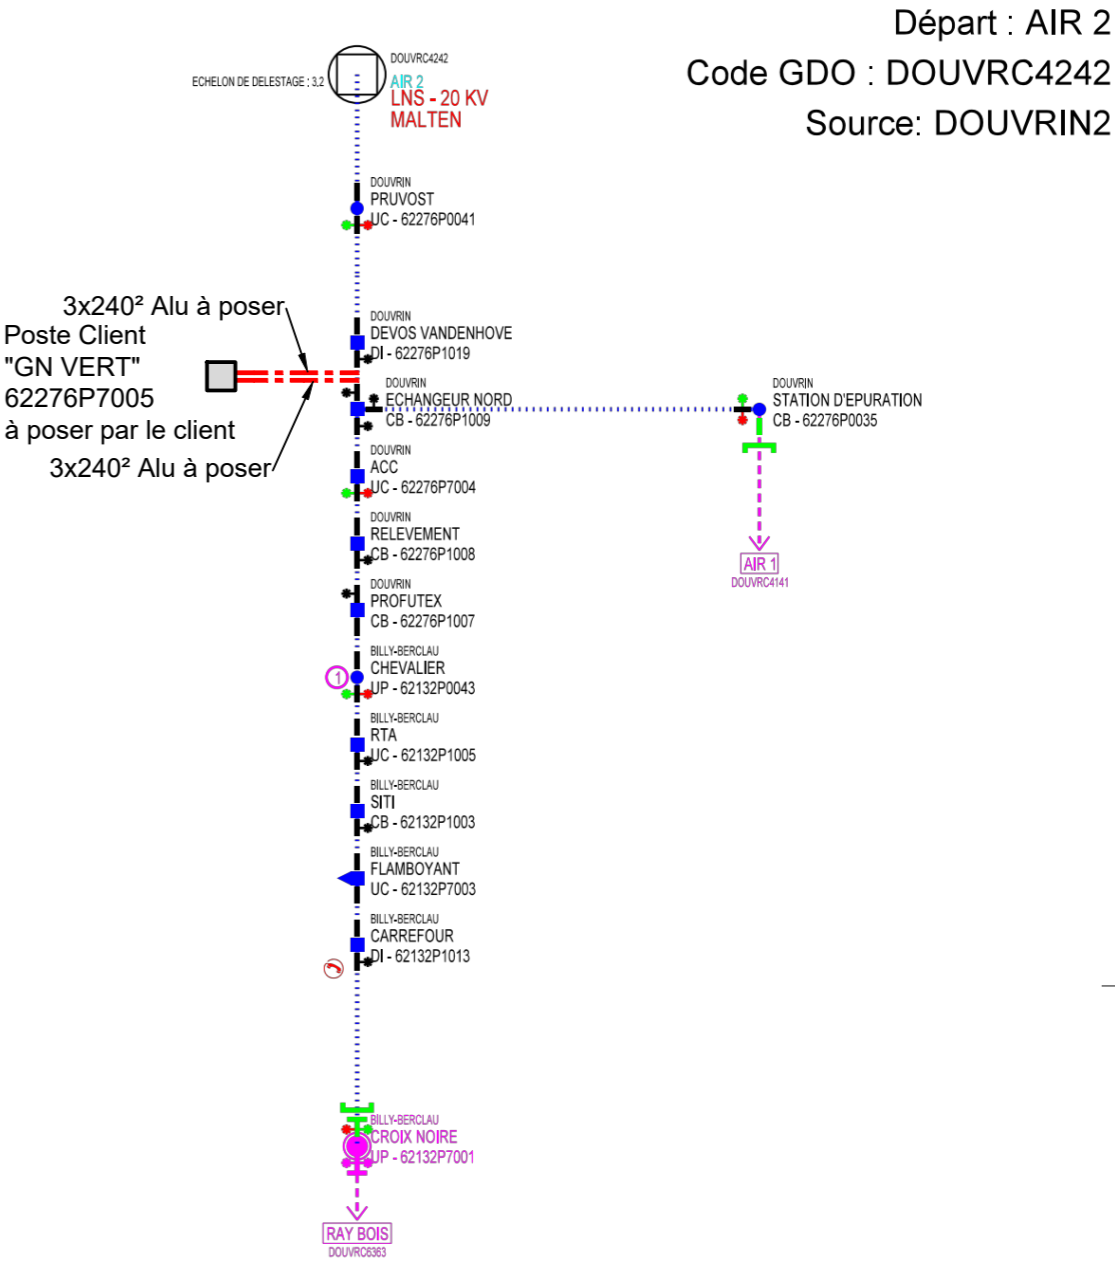 Départ : AIR 2
Code GDO : DOUVRC4242
Source: DOUVRIN2
DOUVRC4242
ECHELON DE DELESTAGE : 3,2
AIR 2
LNS - 20 KV
MALTEN
DOUVRIN
PRUVOST
UC - 62276P0041
3x240² Alu à poser
Poste Client
"GN VERT"
62276P7005
à poser par le client
3x240² Alu à poser
DOUVRIN
DEVOS VANDENHOVE
DI - 62276P1019
DOUVRIN
ECHANGEUR NORD
CB - 62276P1009
DOUVRIN
STATION D'EPURATION
CB - 62276P0035
AIR 1
DOUVRC4141
DOUVRIN
ACC
UC - 62276P7004
DOUVRIN
RELEVEMENT
CB - 62276P1008
DOUVRIN
PROFUTEX
CB - 62276P1007
BILLY-BERCLAU
CHEVALIER
1
UP - 62132P0043
BILLY-BERCLAU
RTA
UC - 62132P1005
BILLY-BERCLAU
SITI
CB - 62132P1003
BILLY-BERCLAU
FLAMBOYANT
UC - 62132P7003
BILLY-BERCLAU
CARREFOUR
DI - 62132P1013
BILLY-BERCLAU
CROIX NOIRE
UP - 62132P7001
RAY BOIS
DOUVRC6363